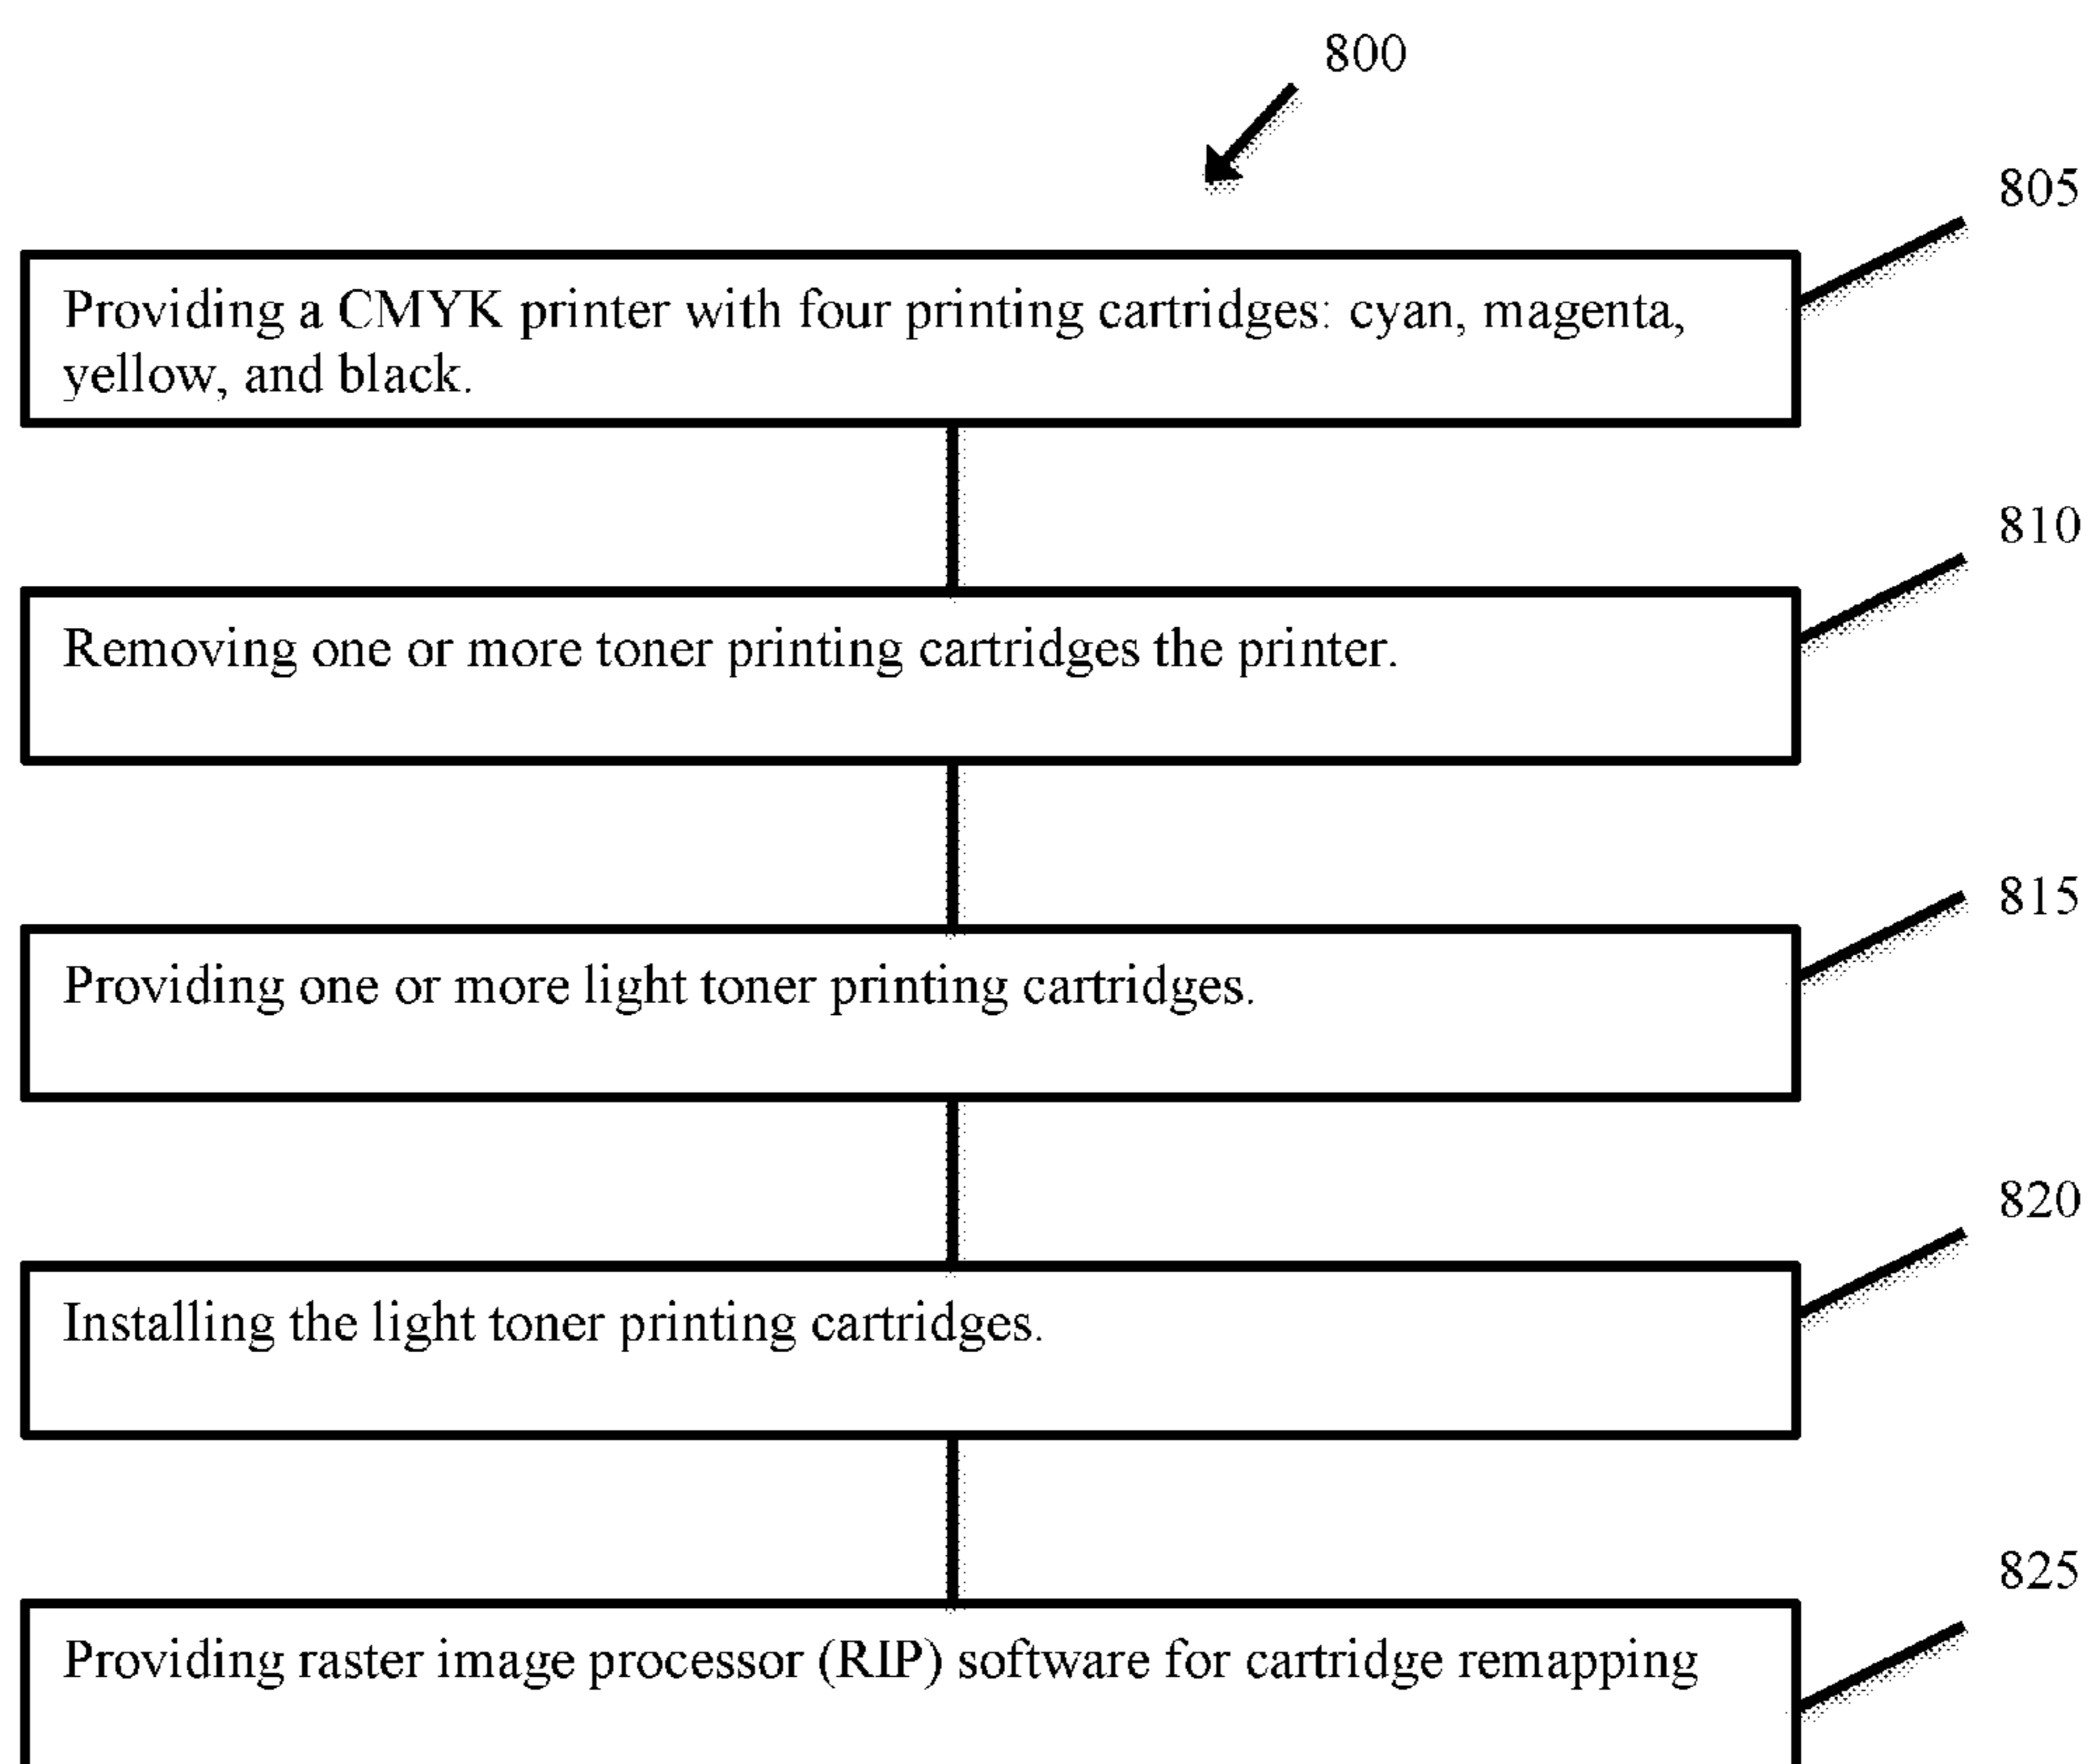 800
805
Providing a CMYK printer with four printing cartridges: cyan, magenta,
yellow, and black.
810
Removing one or more toner printing cartridges the printer.
815
Providing one or more light toner printing cartridges.
820
Installing the light toner printing cartridges.
825
Providing raster image processor (RIP) software for cartridge remapping